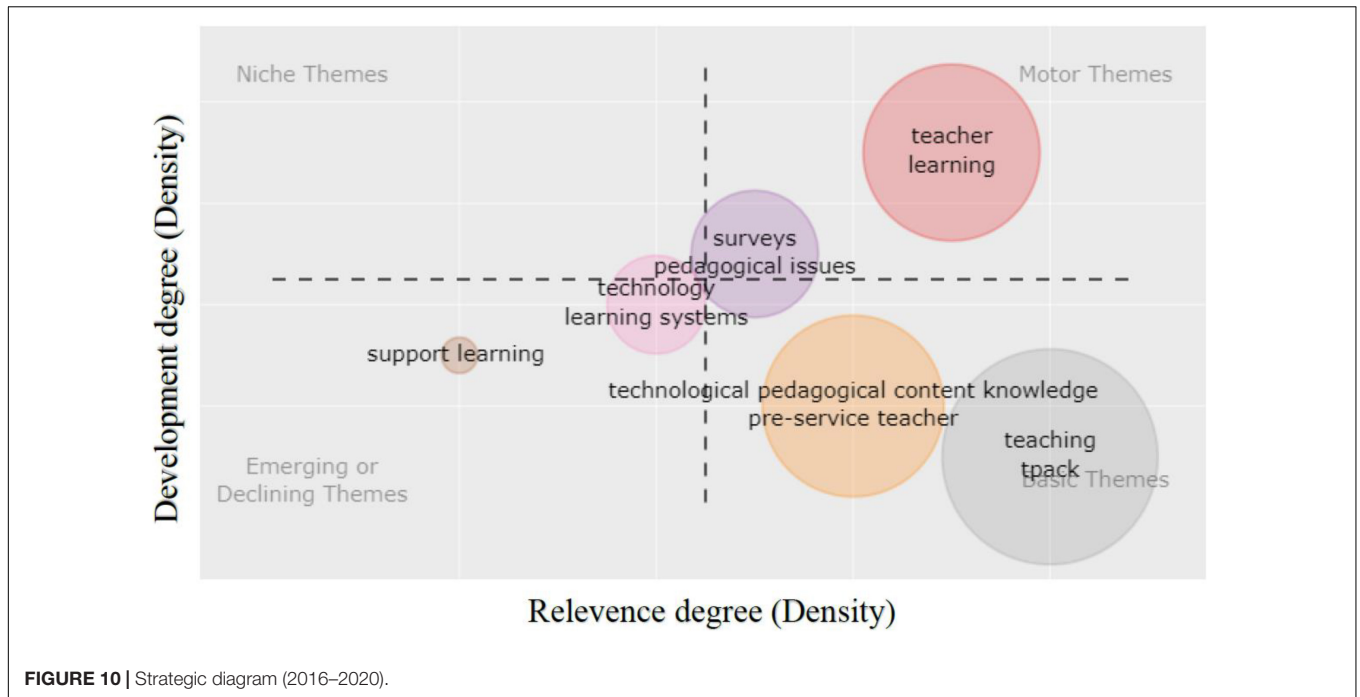 Niche Themes
Motor Themes
teacher
learning
surveys
pedagogical issues
technology
learning systems
support learning
technological pedagogical content knowledge
pre-service teacher
teaching
tpack
Basic Themes
Emerging or
Declining Themes
Development degree (Density)
Relevence degree (Density)
FIGURE 10 | Strategic diagram (2016–2020).